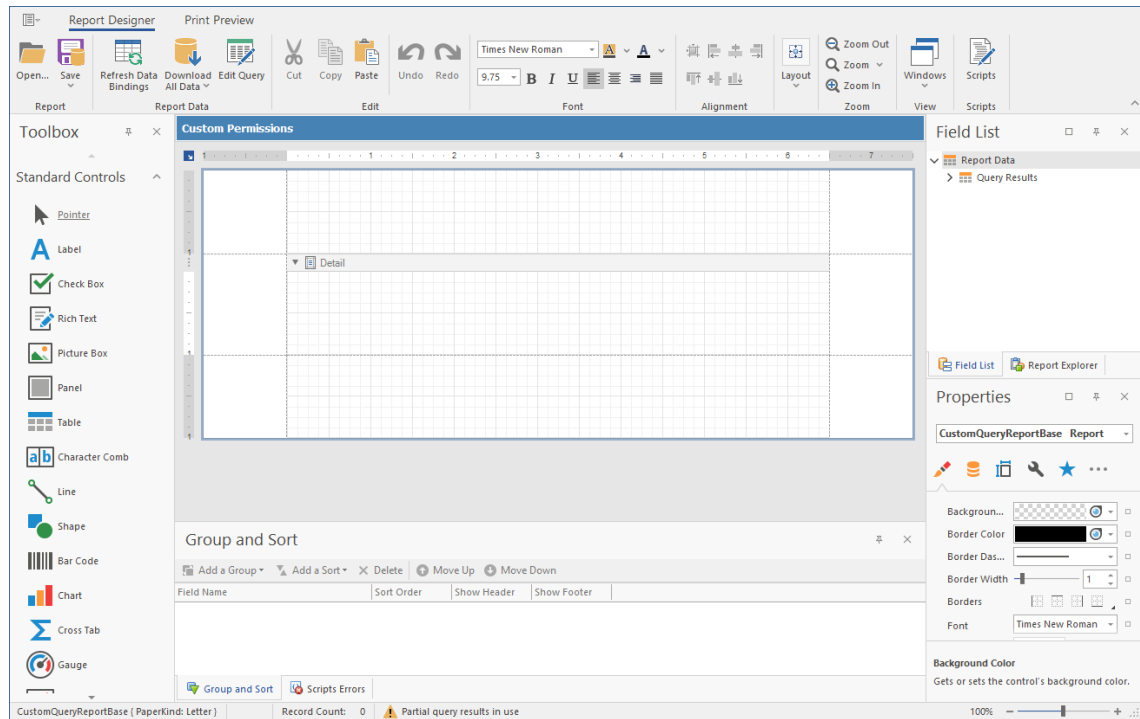 Report Designer Print Preview
Open... Save Refresh Data Bindings Download All Data Edit Query Cut Copy Paste Undo Redo
Times New Roman A A
9.75 B I U
Layout
Zoom Out
Zoom
Zoom In
Windows Scripts
Report Report Data Edit Font Alignment Zoom View Scripts
Toolbox
Standard Controls
Pointer
A Label
Check Box
Rich Text
Picture Box
Panel
Table
ab Character Comb
Line
Shape
Bar Code
Chart
Cross Tab
Gauge
Custom Permissions
1 1 2 3 4 5 6 7
1
Detail
1
1
Group and Sort
Add a Group Add a Sort Delete Move Up Move Down
Field Name Sort Order Show Header Show Footer
Group and Sort Scripts Errors
Field List
Report Data
Query Results
Field List Report Explorer
Properties
CustomQueryReportBase Report
Backgroun...
Border Color
Border Das...
Border Width 1
Borders
Font Times New Roman
Background Color
Gets or sets the control's background color.
CustomQueryReportBase { PaperKind: Letter } Record Count: 0 Partial query results in use 100%